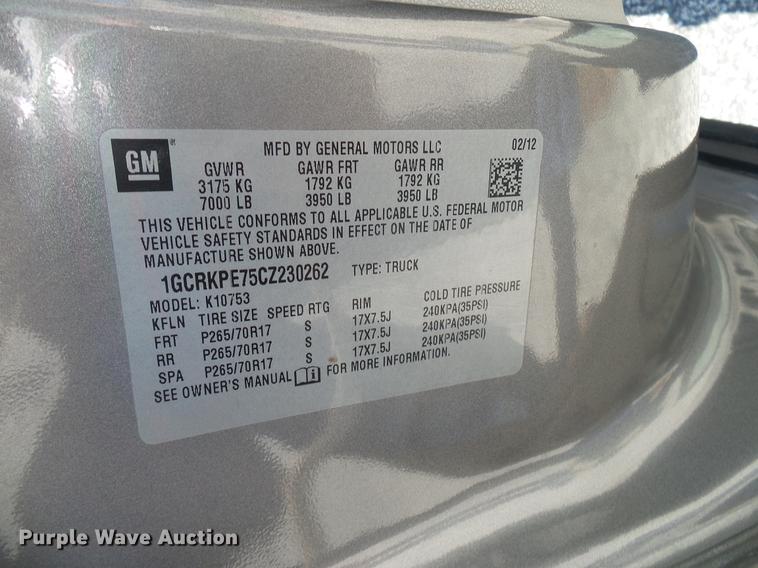 GM
MFD BY GENERAL MOTORS LLC 02/12
GVWR GAWR FRT GAWR RR
3175 KG 1792 KG 1792 KG
7000 LB 3950 LB 3950 LB
THIS VEHICLE CONFORMS TO ALL APPLICABLE U.S. FEDERAL MOTOR
VEHICLE SAFETY STANDARDS IN EFFECT ON THE DATE OF
MANUFACTURE SHOWN ABOVE.
1GCRKPE75CZ230262 TYPE: TRUCK
MODEL: K10753
KFLN TIRE SIZE SPEED RTG RIM COLD TIRE PRESSURE
FRT P265/70R17 S 17X7.5J 240KPA(35PSI)
RR P265/70R17 S 17X7.5J 240KPA(35PSI)
SPA P265/70R17 S 17X7.5J 240KPA(35PSI)
SEE OWNER'S MANUAL i FOR MORE INFORMATION.
Purple Wave Auction